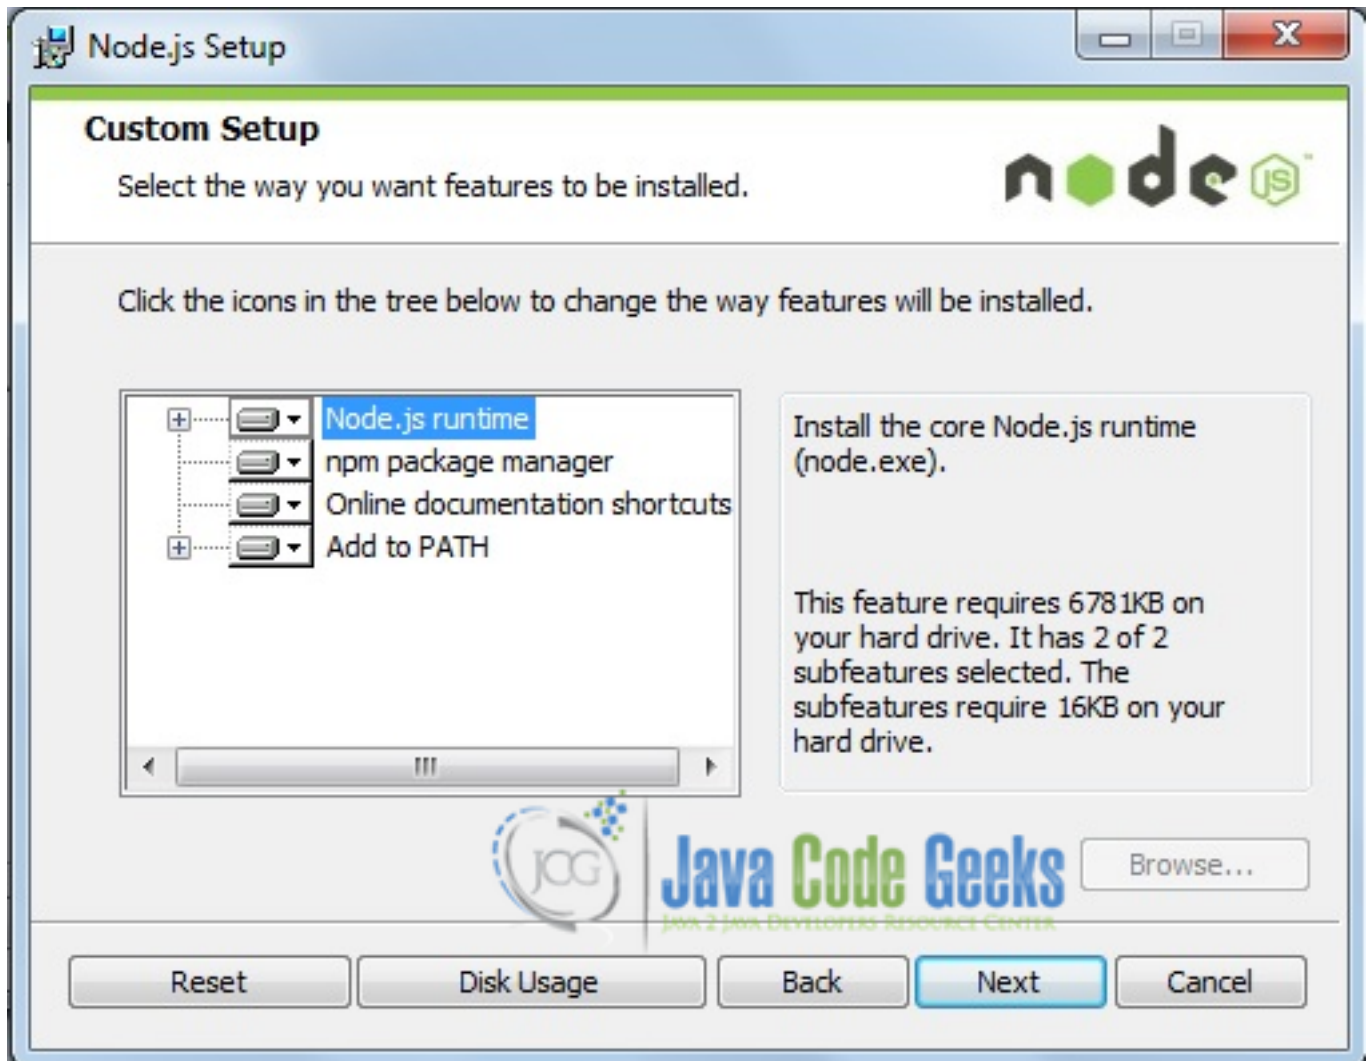 Node.js Setup
Custom Setup
Select the way you want features to be installed.
node JS
Click the icons in the tree below to change the way features will be installed.
Node.js runtime
npm package manager
Online documentation shortcuts
Add to PATH
Install the core Node.js runtime
(node.exe).
This feature requires 6781KB on
your hard drive. It has 2 of 2
subfeatures selected. The
subfeatures require 16KB on your
hard drive.
JCG
Java Code Geeks
Java 2 Java Developers Resource Center
Browse...
Reset
Disk Usage
Back
Next
Cancel